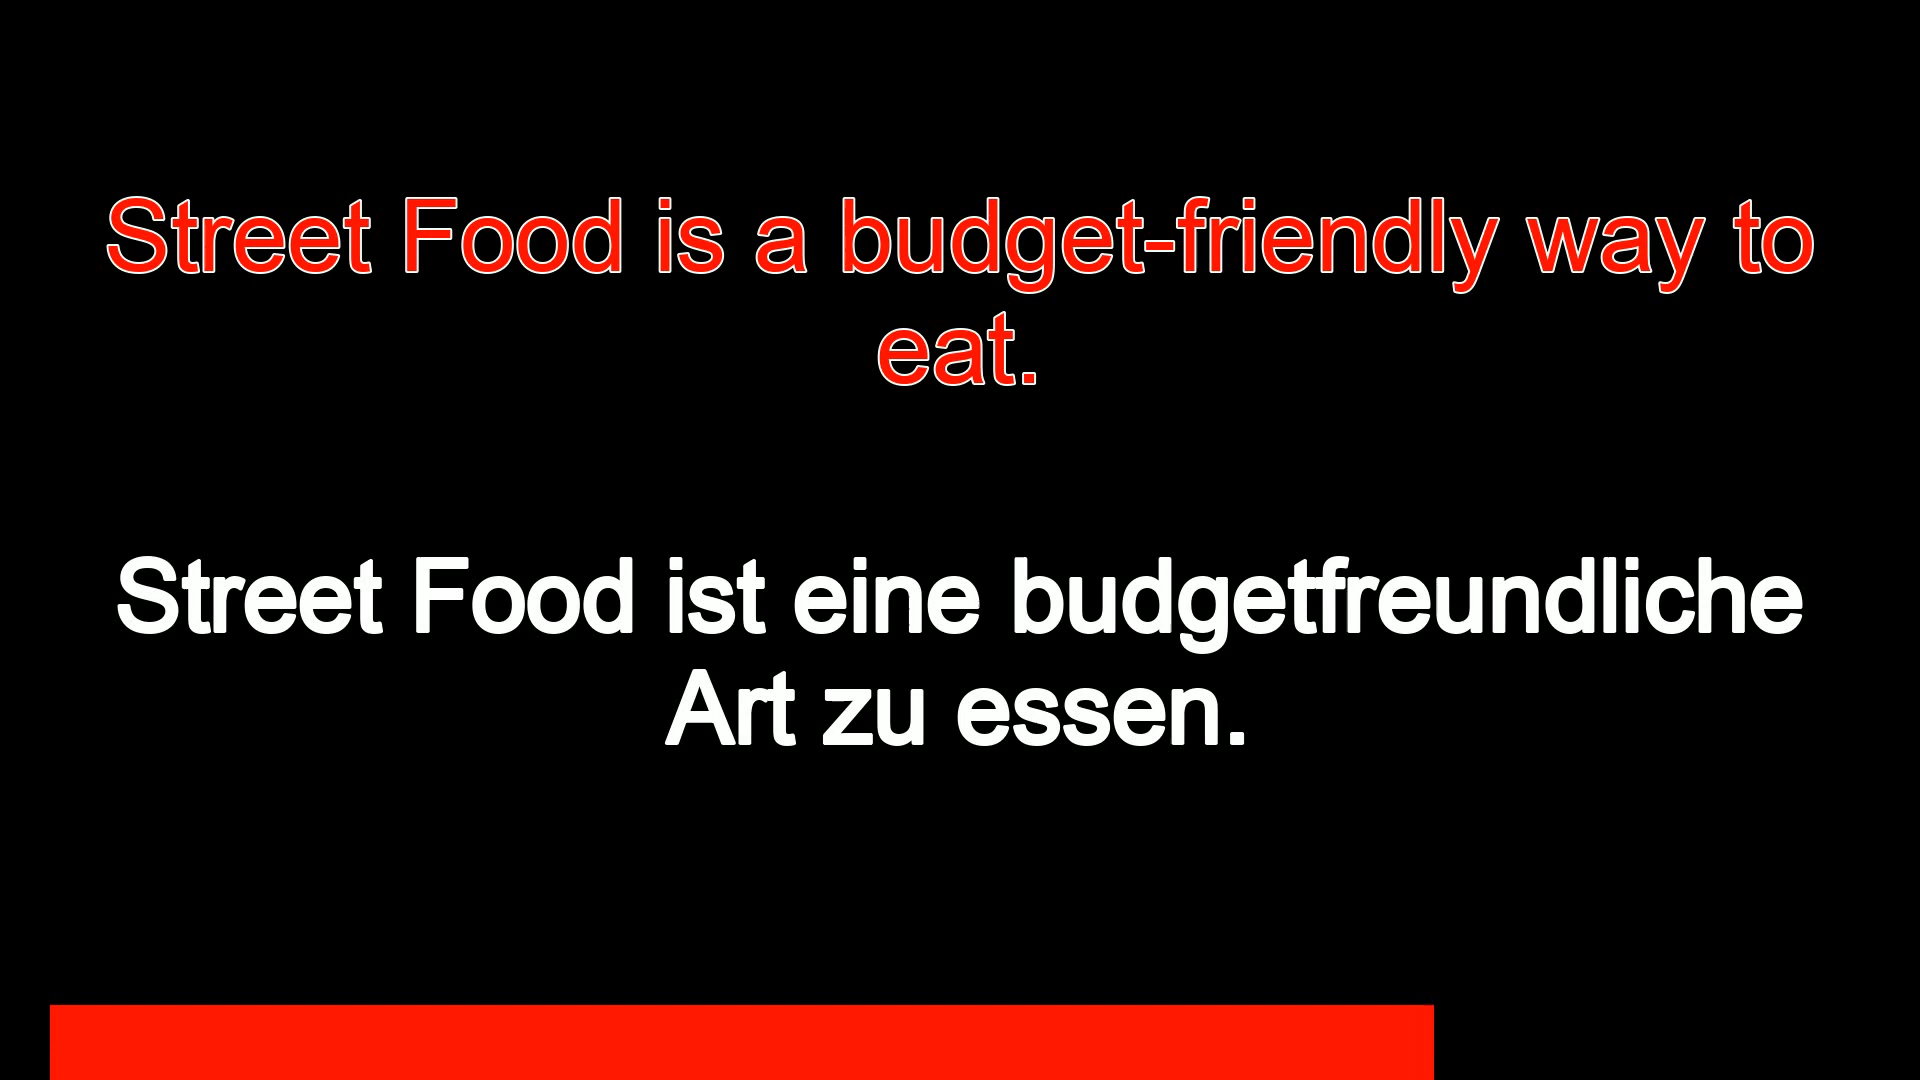 Street Food is a budget-friendly way to
eat.
Street Food ist eine budgetfreundliche
Art zu essen.